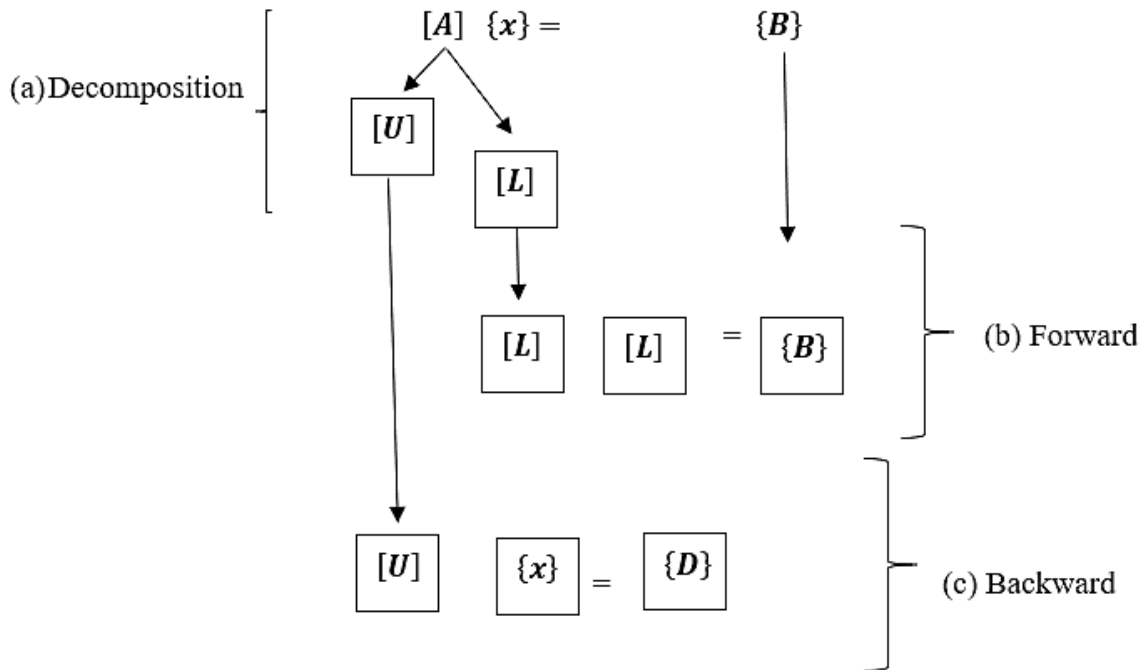 [A] {x} = {B}
(a)Decomposition
[U]
[L]
[L] [L] = {B}
(b) Forward
[U] {x} = {D}
(c) Backward